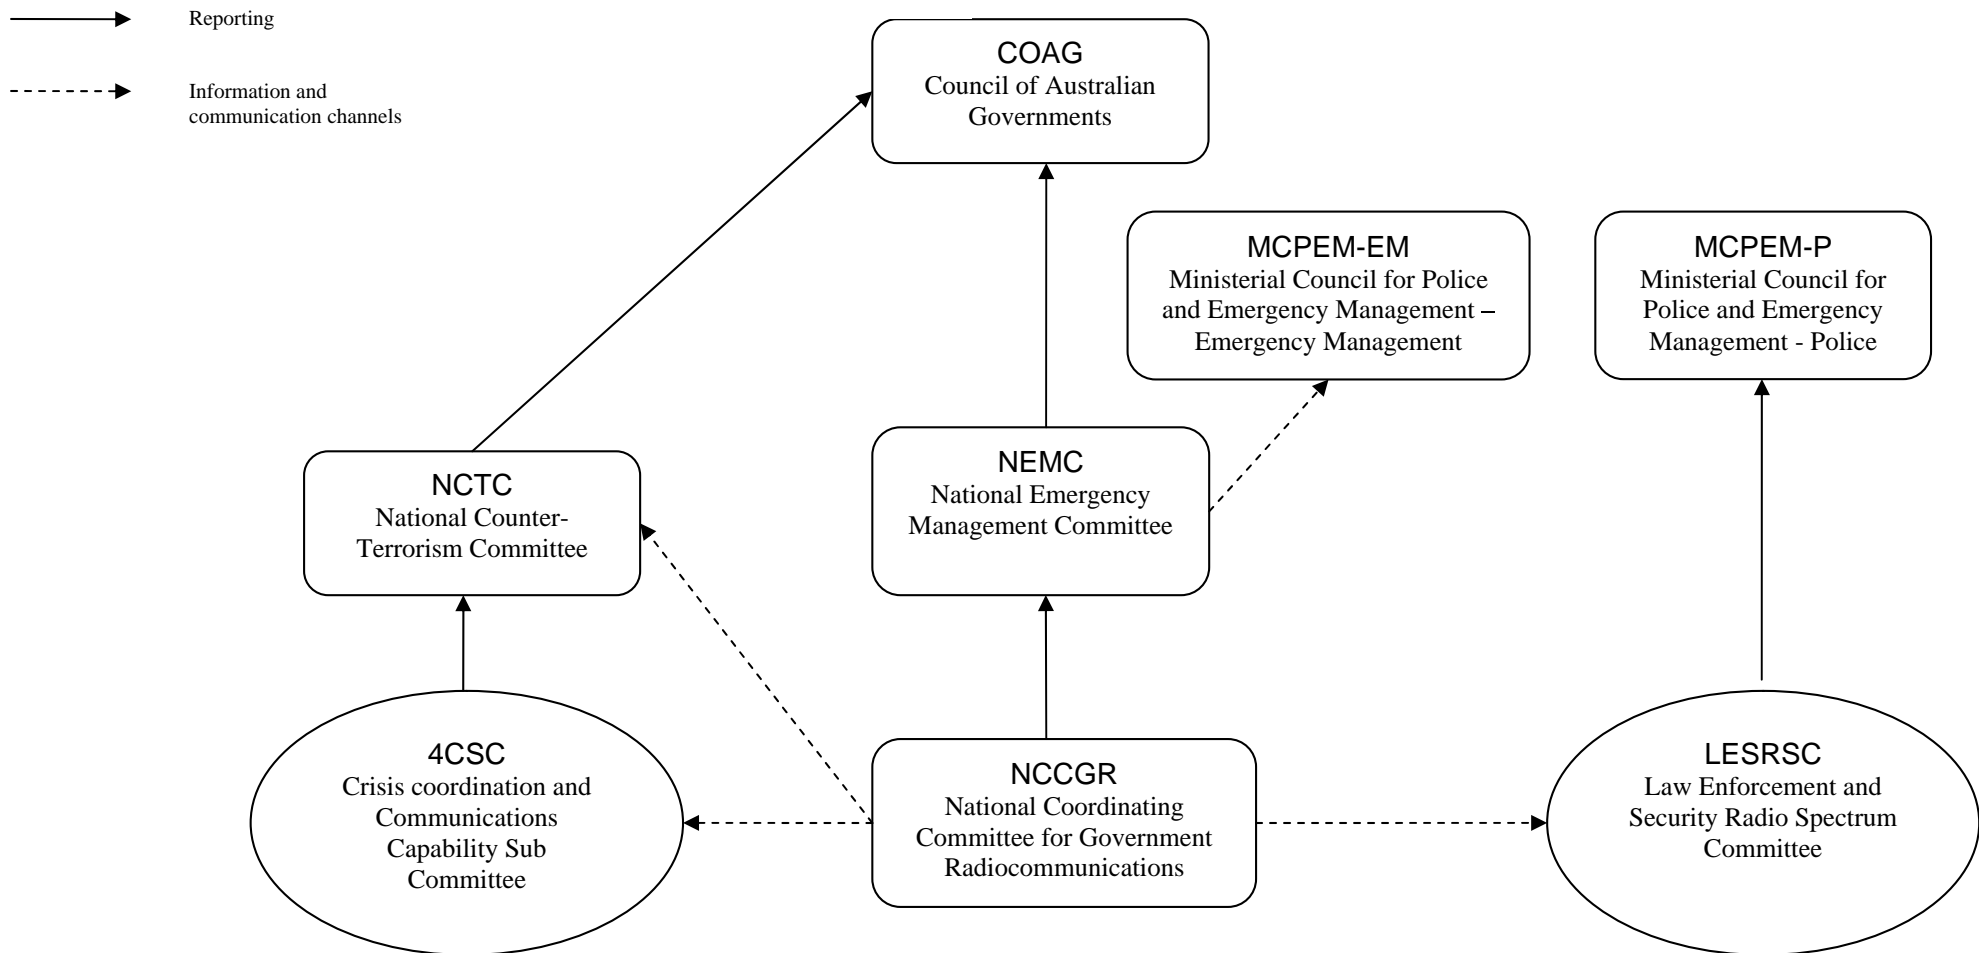 Reporting
Information and
communication channels
COAG
Council of Australian
Governments
MCPEM-EM
Ministerial Council for Police
and Emergency Management –
Emergency Management
MCPEM-P
Ministerial Council for
Police and Emergency
Management - Police
NCTC
National Counter-
Terrorism Committee
NEMC
National Emergency
Management Committee
4CSC
Crisis coordination and
Communications
Capability Sub
Committee
NCCGR
National Coordinating
Committee for Government
Radiocommunications
LESRSC
Law Enforcement and
Security Radio Spectrum
Committee